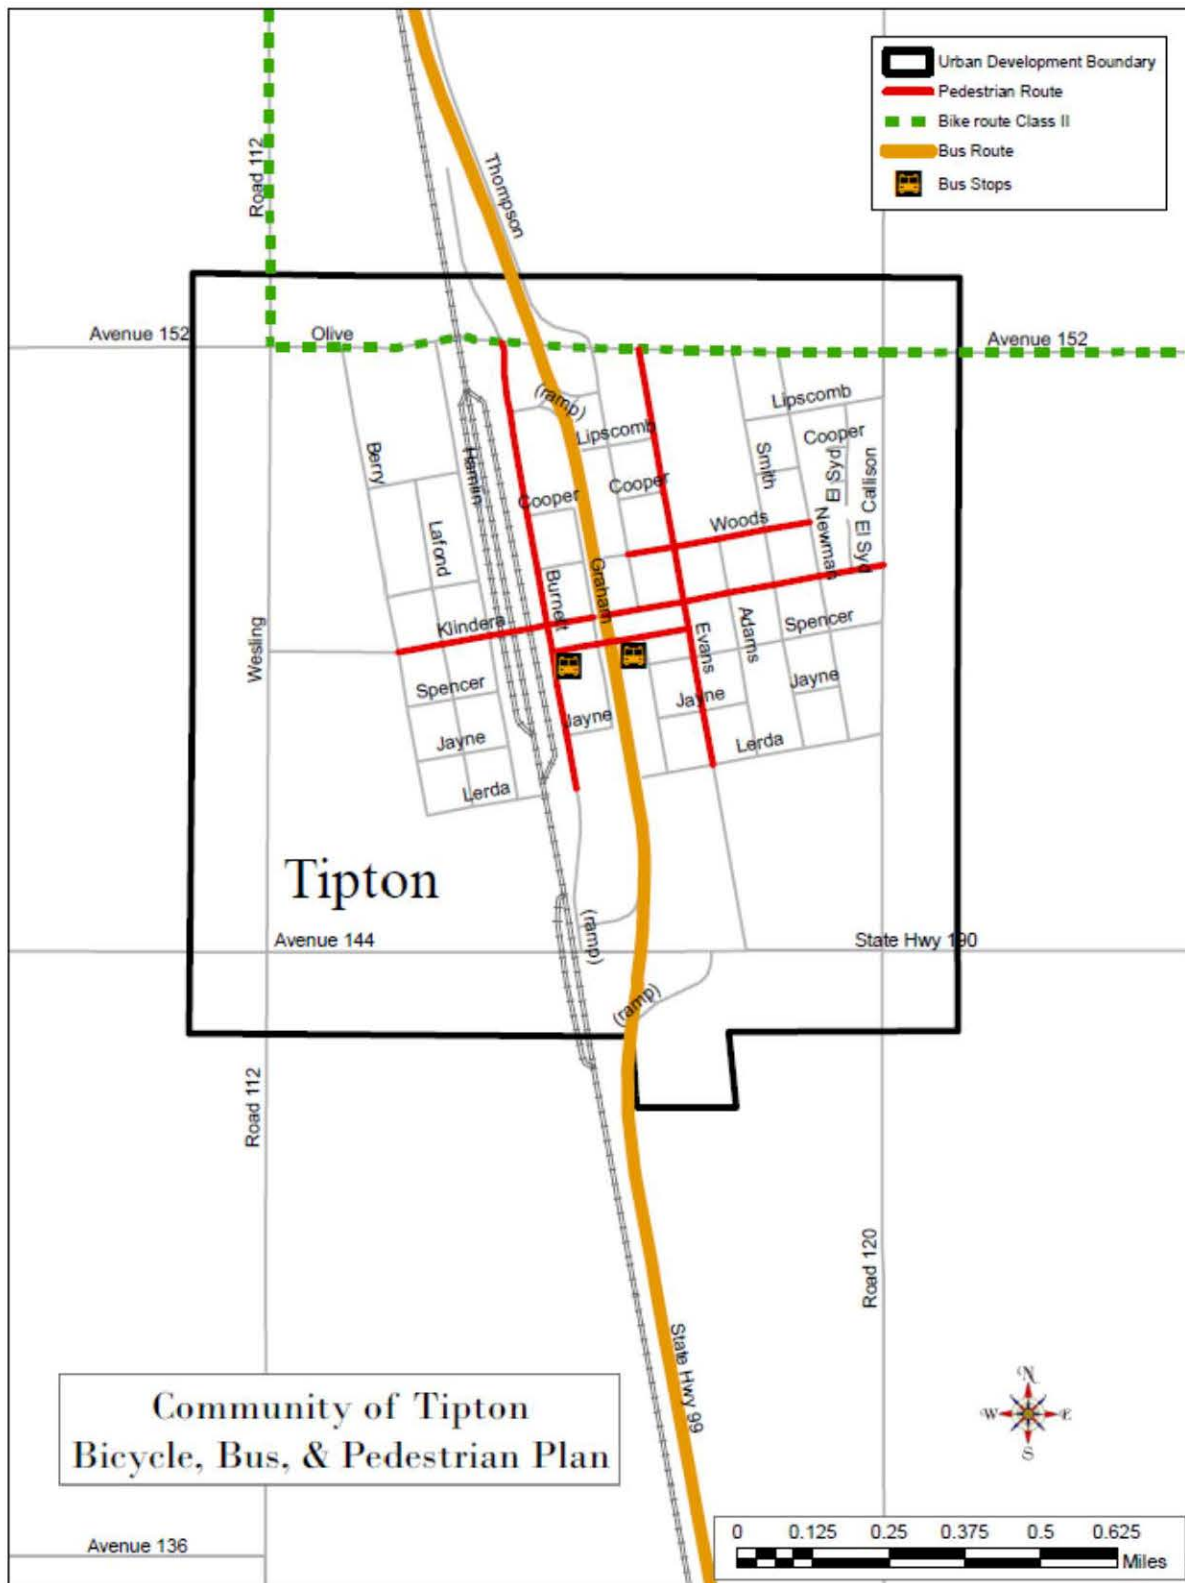 Urban Development Boundary
Pedestrian Route
Bike route Class II
Bus Route
Bus Stops
Road 112
Thompson
Avenue 152
Olive
Avenue 152
(ramp)
Lipscomb
Lipscomb
Berry
Hamlin
Cooper
Cooper
Smith
Cooper
El Syd
Callison
Lafond
Woods
Newman
El Syd
Burnett
Graham
Klindera
Wesling
Evans
Adams
Spencer
Spencer
Jayne
Jayne
Jayne
Jayne
Lerda
Lerda
Tipton
Avenue 144
(ramp)
State Hwy 190
(ramp)
Road 112
Road 120
State Hwy 99
N
W
E
S
Community of Tipton
Bicycle, Bus, & Pedestrian Plan
Avenue 136
0 0.125 0.25 0.375 0.5 0.625
Miles